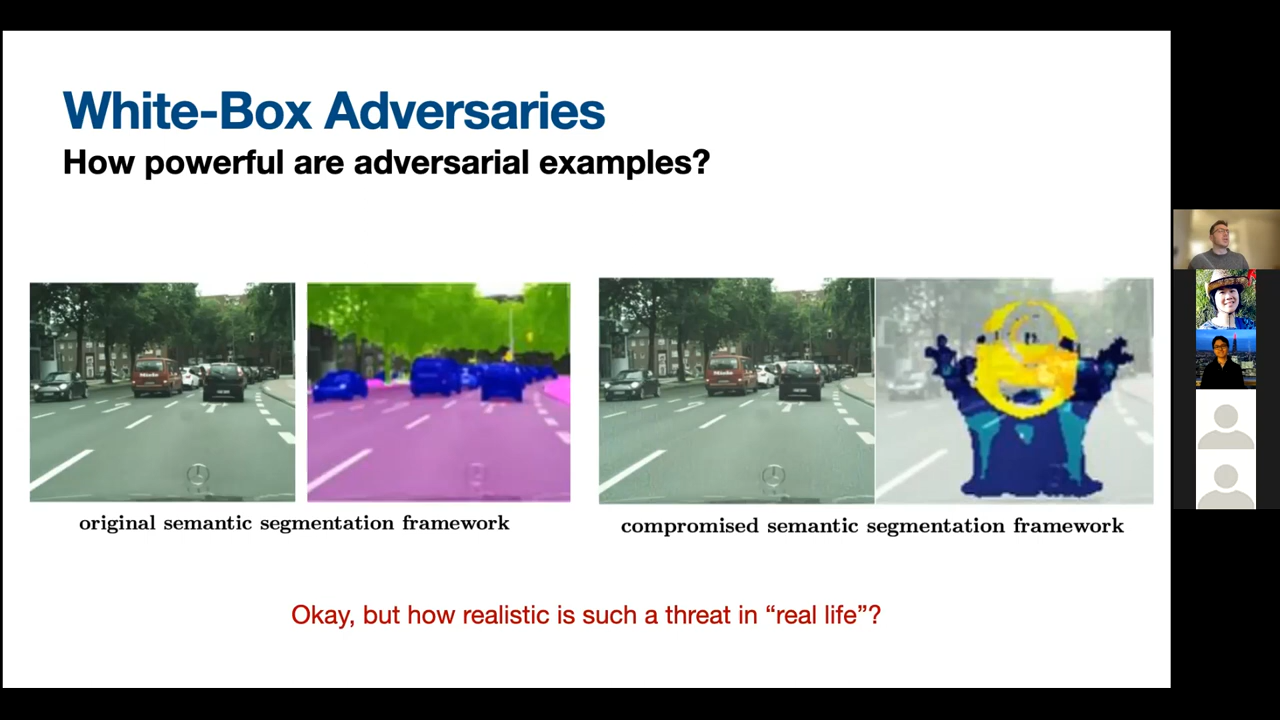 White-Box Adversaries
How powerful are adversarial examples?
original semantic segmentation framework
compromised semantic segmentation framework
Okay, but how realistic is such a threat in “real life”?